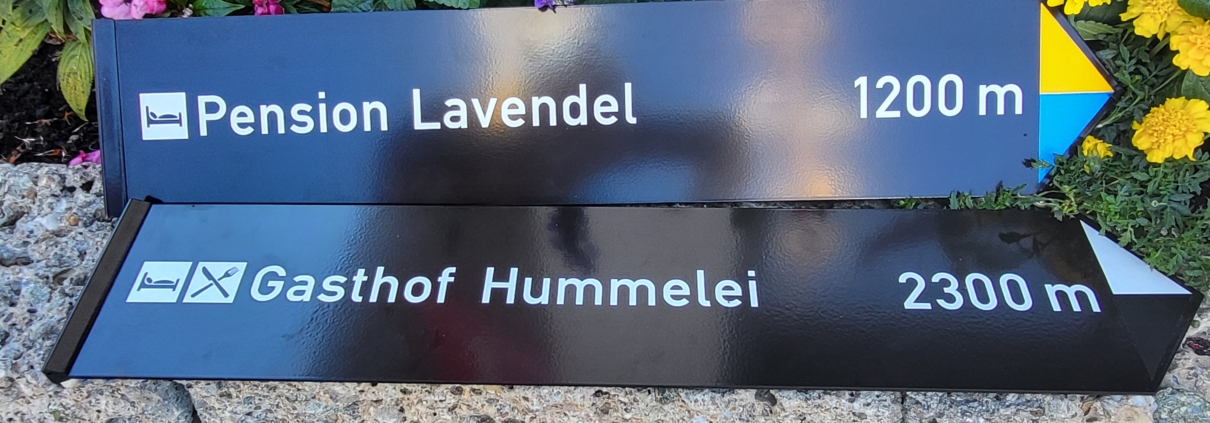 Pension Lavendel 1200 m
Gasthof Hummelei 2300 m